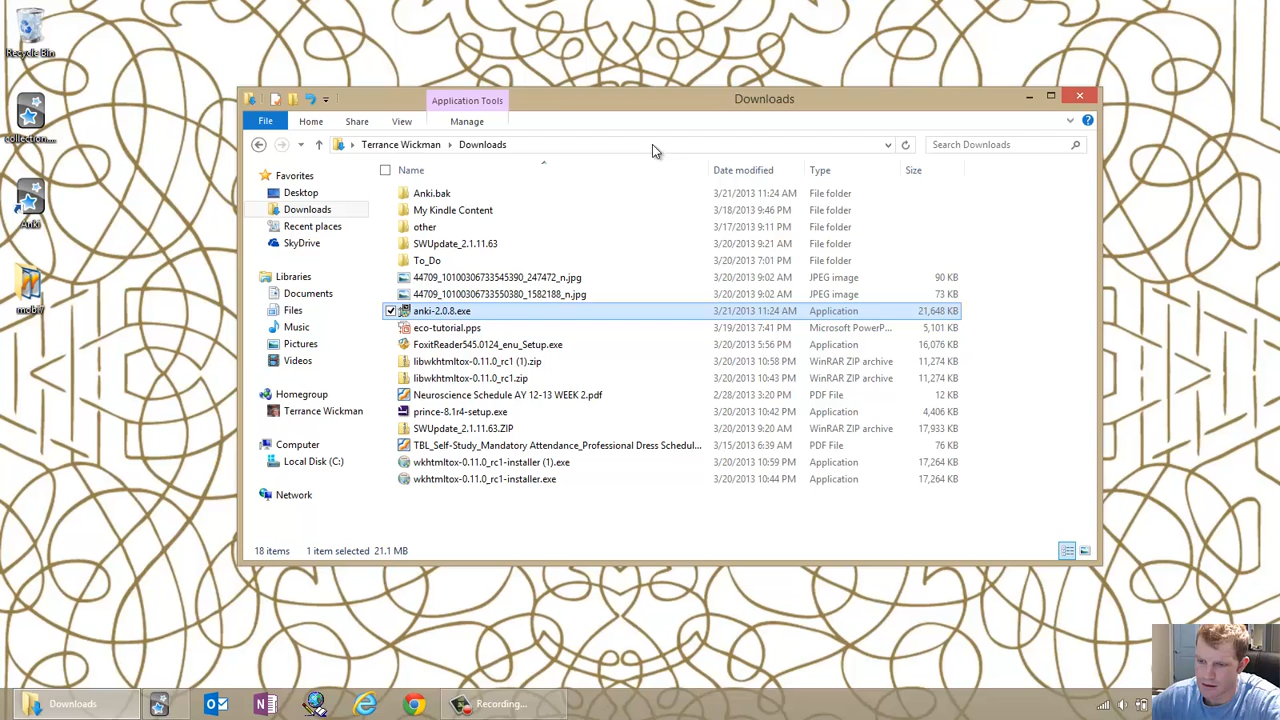 Recycle Bin
collection....
Anki
mobi7
Application Tools
Downloads
File
Home
Share
View
Manage
Terrance Wickman
Downloads
Search Downloads
Name
Date modified
Type
Size
Favorites
Desktop
Downloads
Recent places
SkyDrive
Libraries
Documents
Files
Music
Pictures
Videos
Homegroup
Terrance Wickman
Computer
Local Disk (C:)
Network
Anki.bak 3/21/2013 11:24 AM File folder
My Kindle Content 3/18/2013 9:46 PM File folder
other 3/17/2013 9:11 PM File folder
SWUpdate_2.1.11.63 3/20/2013 9:21 AM File folder
To_Do 3/20/2013 7:01 PM File folder
44709_10100306733545390_247472_n.jpg 3/20/2013 9:02 AM JPEG image 90 KB
44709_10100306733550380_1582188_n.jpg 3/20/2013 9:02 AM JPEG image 73 KB
anki-2.0.8.exe 3/21/2013 11:24 AM Application 21,648 KB
eco-tutorial.pps 3/19/2013 7:41 PM Microsoft PowerP... 5,101 KB
FoxitReader545.0124_enu_Setup.exe 3/20/2013 5:56 PM Application 16,076 KB
libwkhtmltox-0.11.0_rc1 (1).zip 3/20/2013 10:58 PM WinRAR ZIP archive 11,274 KB
libwkhtmltox-0.11.0_rc1.zip 3/20/2013 10:43 PM WinRAR ZIP archive 11,274 KB
Neuroscience Schedule AY 12-13 WEEK 2.pdf 2/28/2013 3:20 PM PDF File 12 KB
prince-8.1r4-setup.exe 3/20/2013 10:42 PM Application 4,406 KB
SWUpdate_2.1.11.63.ZIP 3/20/2013 9:20 AM WinRAR ZIP archive 17,933 KB
TBL_Self-Study_Mandatory Attendance_Professional Dress Schedul... 3/15/2013 6:39 AM PDF File 76 KB
wkhtmltox-0.11.0_rc1-installer (1).exe 3/20/2013 10:59 PM Application 17,264 KB
wkhtmltox-0.11.0_rc1-installer.exe 3/20/2013 10:44 PM Application 17,264 KB
18 items 1 item selected 21.1 MB
Downloads
Recording...